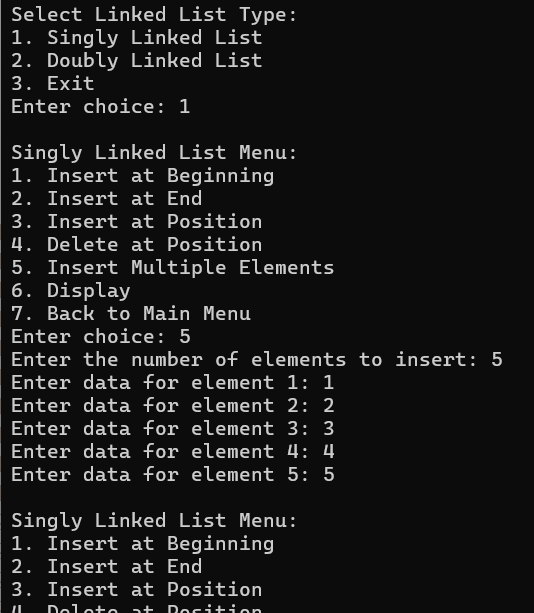 Select Linked List Type:
1. Singly Linked List
2. Doubly Linked List
3. Exit
Enter choice: 1
Singly Linked List Menu:
1. Insert at Beginning
2. Insert at End
3. Insert at Position
4. Delete at Position
5. Insert Multiple Elements
6. Display
7. Back to Main Menu
Enter choice: 5
Enter the number of elements to insert: 5
Enter data for element 1: 1
Enter data for element 2: 2
Enter data for element 3: 3
Enter data for element 4: 4
Enter data for element 5: 5
Singly Linked List Menu:
1. Insert at Beginning
2. Insert at End
3. Insert at Position
4. Delete at Position